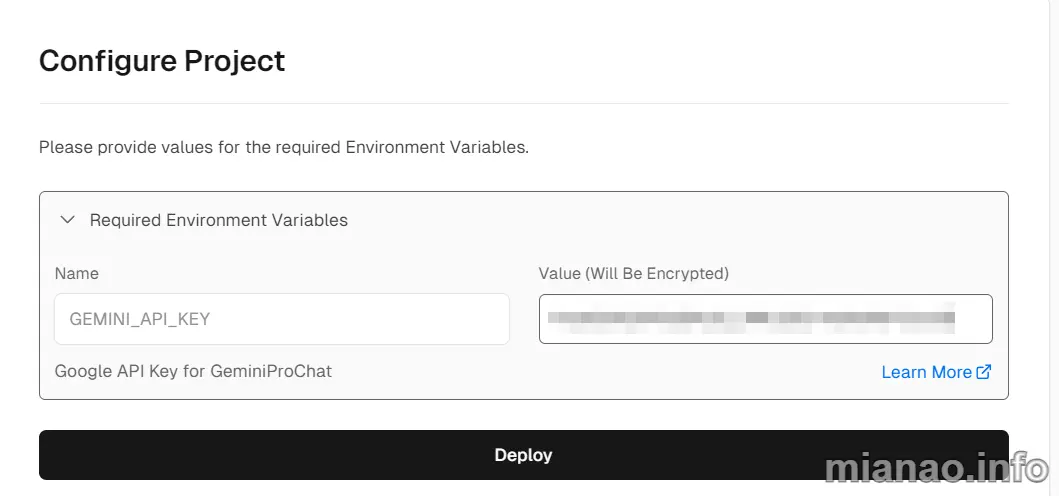 Configure Project
Please provide values for the required Environment Variables.
Required Environment Variables
Name
Value (Will Be Encrypted)
GEMINI_API_KEY
Google API Key for GeminiProChat
Learn More
Deploy
mianao.info